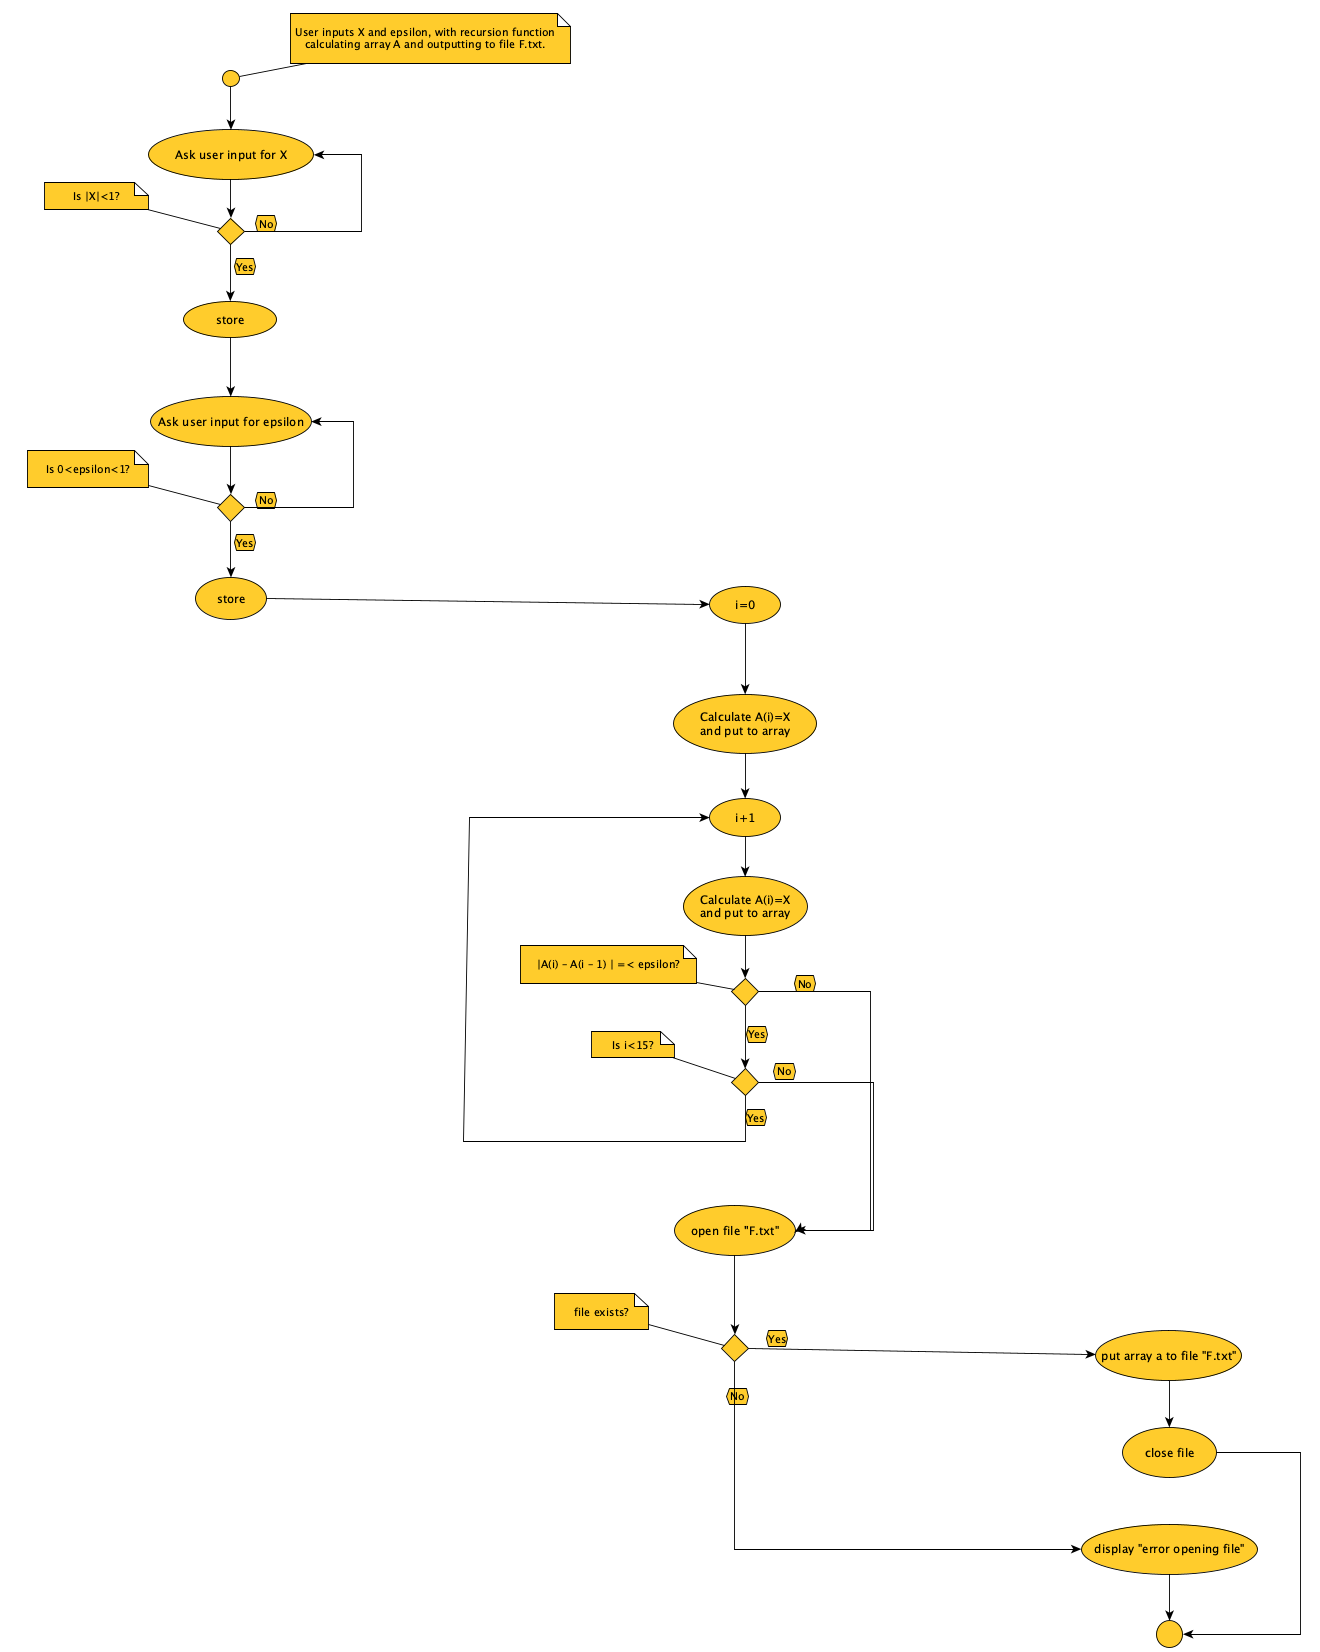 User inputs X and epsilon, with recursion function
calculating array A and outputting to file F.txt.
Ask user input for X
Is |X|<1?
No
Yes
store
Ask user input for epsilon
Is 0<epsilon<1?
No
Yes
store
i=0
Calculate A(i)=X
and put to array
i+1
Calculate A(i)=X
and put to array
|A(i) – A(i – 1) | =< epsilon?
No
Yes
Is i<15?
No
Yes
open file "F.txt"
file exists?
Yes
put array a to file "F.txt"
No
close file
display "error opening file"